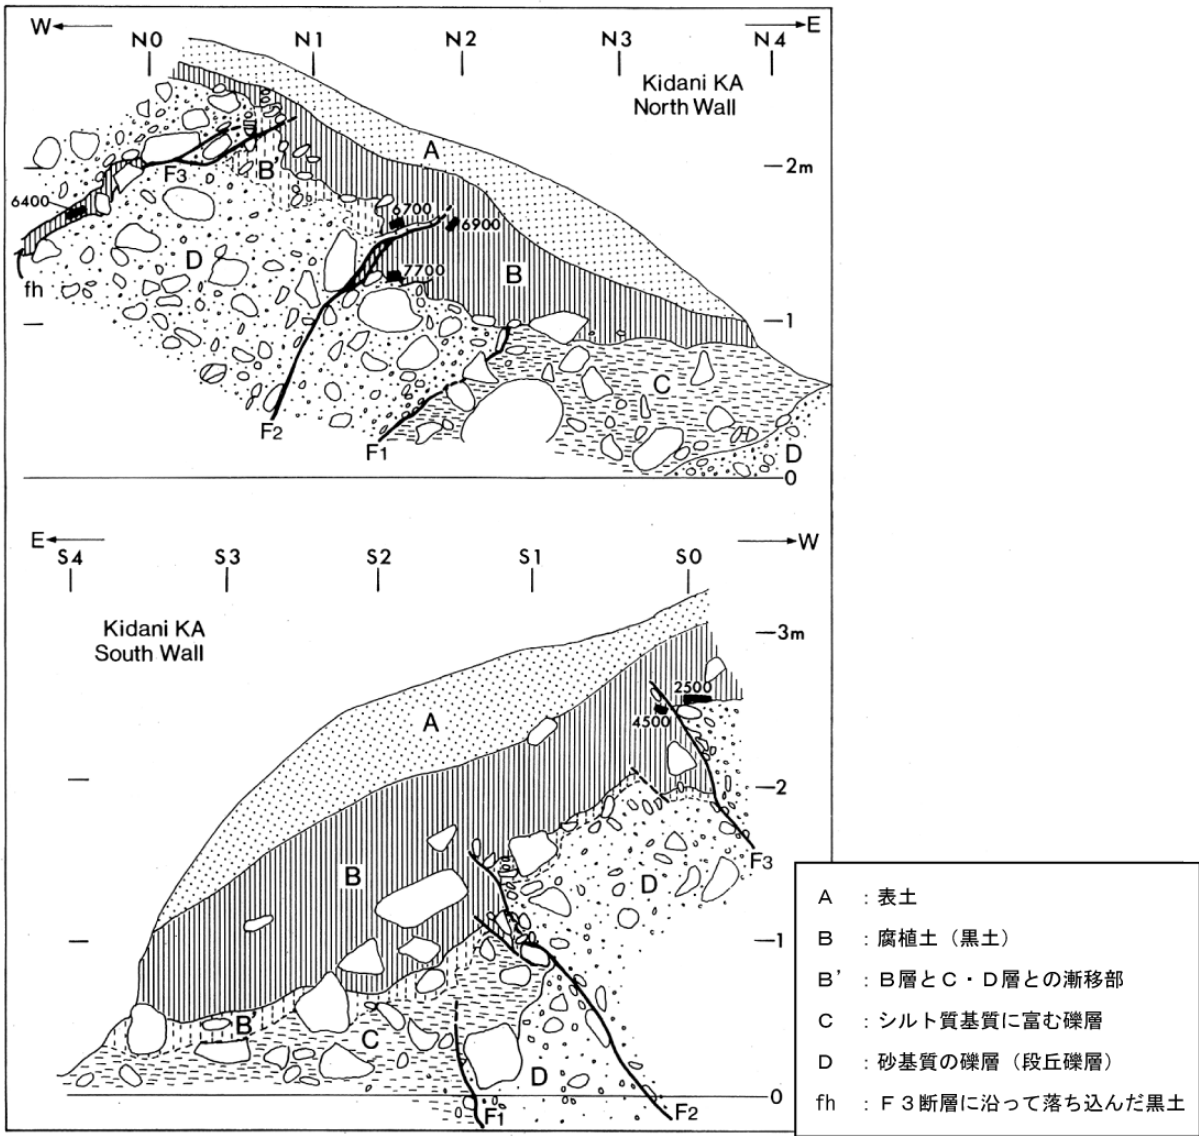 W E
N0 N1 N2 N3 N4
Kidani KA
North Wall
A
2m
B'
F3
6400
6700
6900
D
7700
B
fh
1
C
F2
F1
D
0
E W
S4 S3 S2 S1 S0
Kidani KA
South Wall
3m
2500
4500
A
2
F3
B
D
1
B'
C
D
0
F1
F2
A : 表土
B : 腐植土（黒土）
B' : B層とC・D層との漸移部
C : シルト質基質に富む礫層
D : 砂基質の礫層（段丘礫層）
fh : F3断層に沿って落ち込んだ黒土